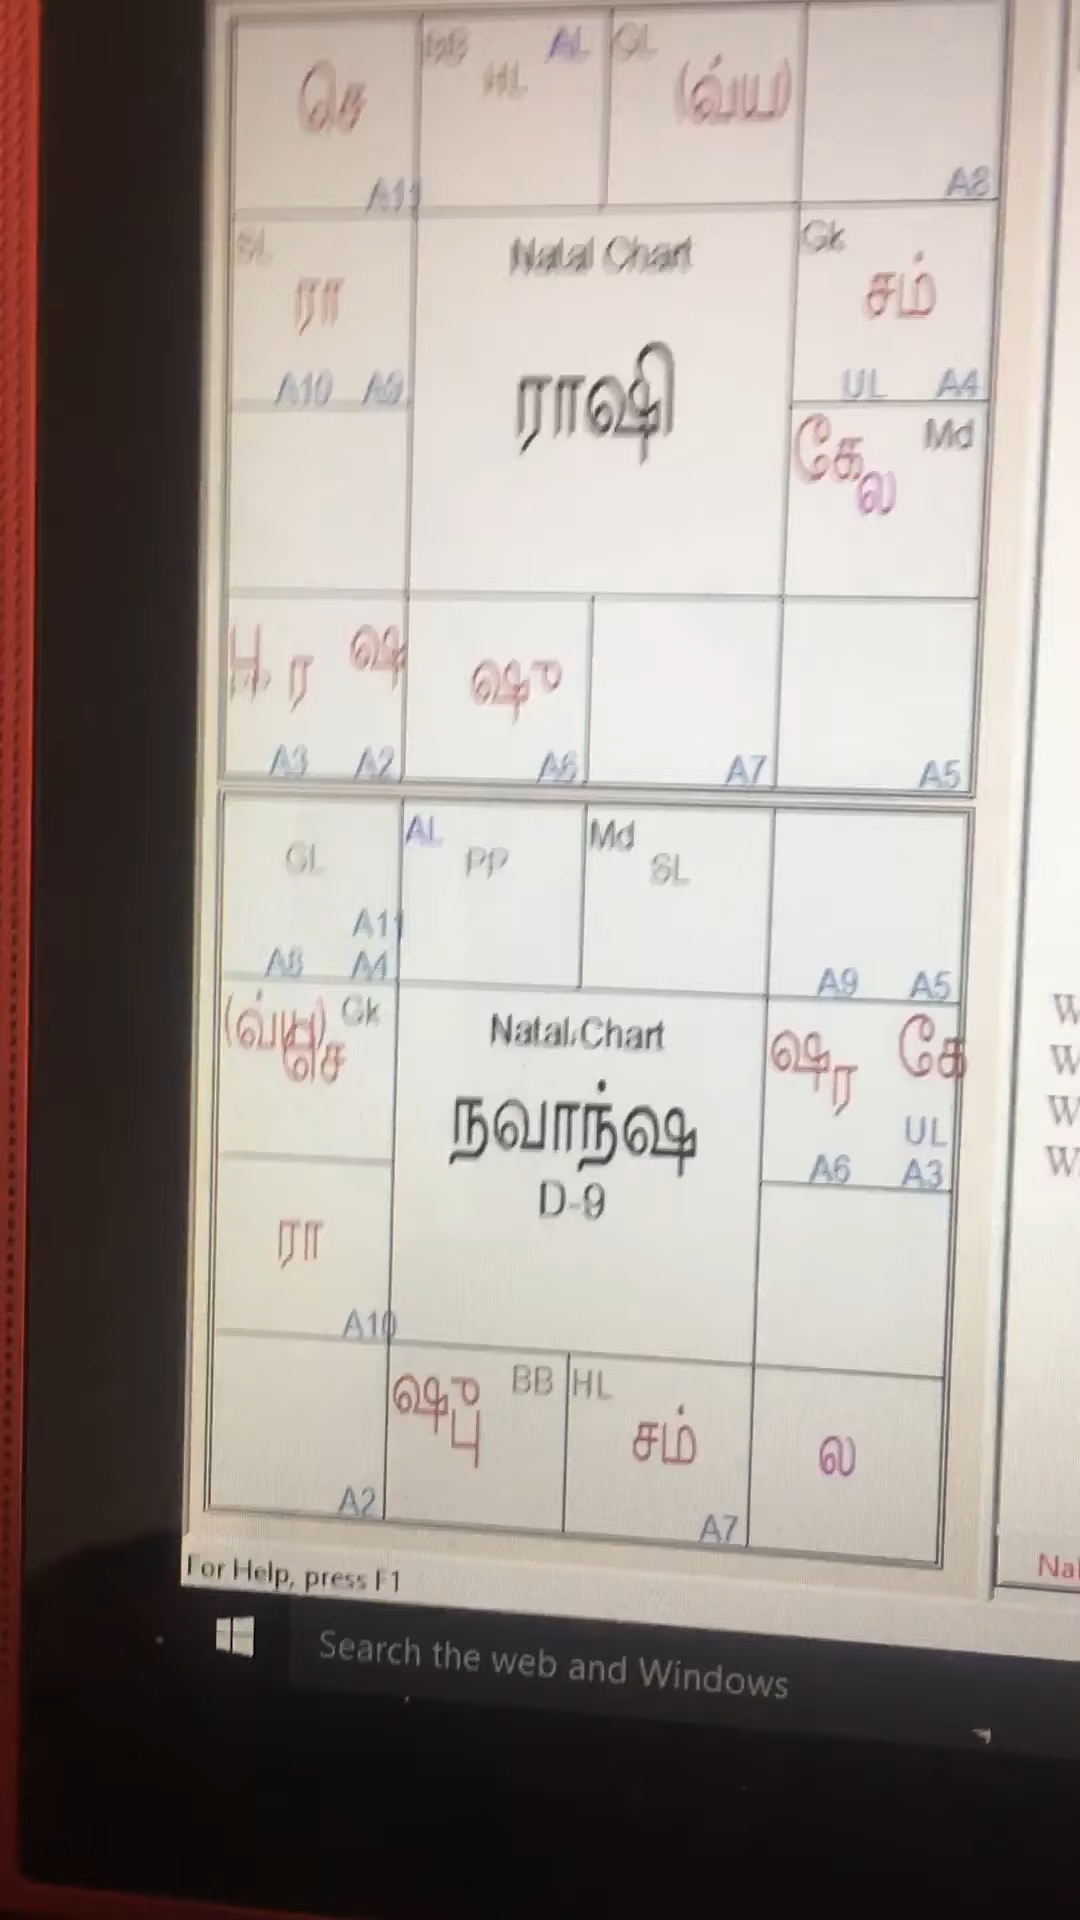 AL GL
HL
செ (வ்யு)
A11 A8
SL Natal Chart Gk
ரா சம்
A10 A9 UL A4
ராஷி
கே Md
ல
பு ர ஷ ஷு
A3 A2 A6 A7 A5
GL AL PP Md SL
A11
A8 A4 A9 A5
(வ்யு) செ Gk Natal Chart ஷ ர கே
நவாந்ஷ UL
A6 A3
D-9
ரா
A10
ஷு பு BB HL சம் ல
A2 A7
For Help, press F1
Search the web and Windows